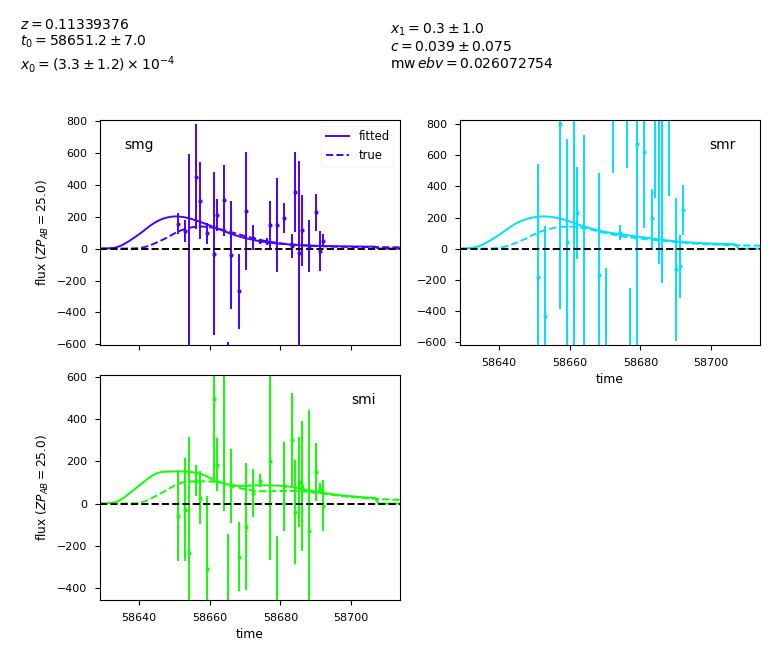 z = 0.11339376
t₀ = 58651.2 ± 7.0
x₀ = (3.3 ± 1.2) × 10⁻⁴
x₁ = 0.3 ± 1.0
c = 0.039 ± 0.075
mw ebv = 0.026072754
smg
fitted
true
800
600
400
200
0
−200
−400
−600
flux (ZP_AB = 25.0)
smr
800
600
400
200
0
−200
−400
−600
58640 58660 58680 58700
time
smi
600
400
200
0
−200
−400
flux (ZP_AB = 25.0)
58640 58660 58680 58700
time